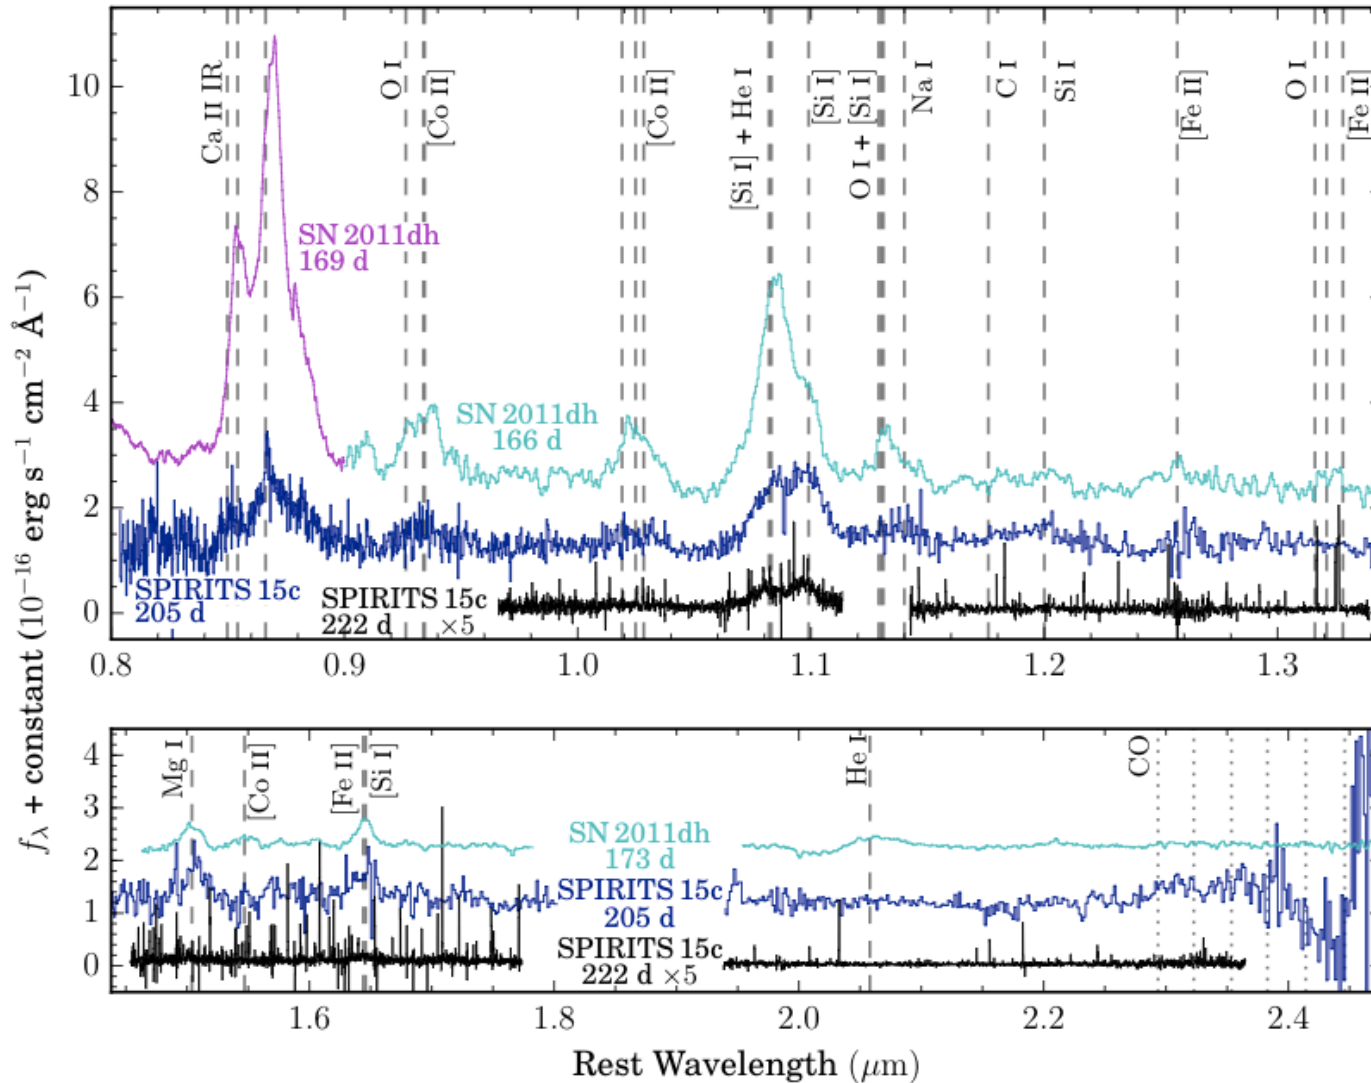 Ca II IR
O I
[Co II]
[Co II]
[Si I] + He I
[Si I]
O I + [Si I]
Na I
C I
Si I
[Fe II]
O I
[Fe II]
10
8
6
4
2
0
SN 2011dh
169 d
SN 2011dh
166 d
SPIRITS 15c
205 d
SPIRITS 15c
222 d ×5
0.8 0.9 1.0 1.1 1.2 1.3
fλ + constant (10−16 erg s−1 cm−2 Å−1)
4
3
2
1
0
Mg I
[Co II]
[Fe II]
[Si I]
He I
CO
SN 2011dh
173 d
SPIRITS 15c
205 d
SPIRITS 15c
222 d ×5
1.6 1.8 2.0 2.2 2.4
Rest Wavelength (μm)